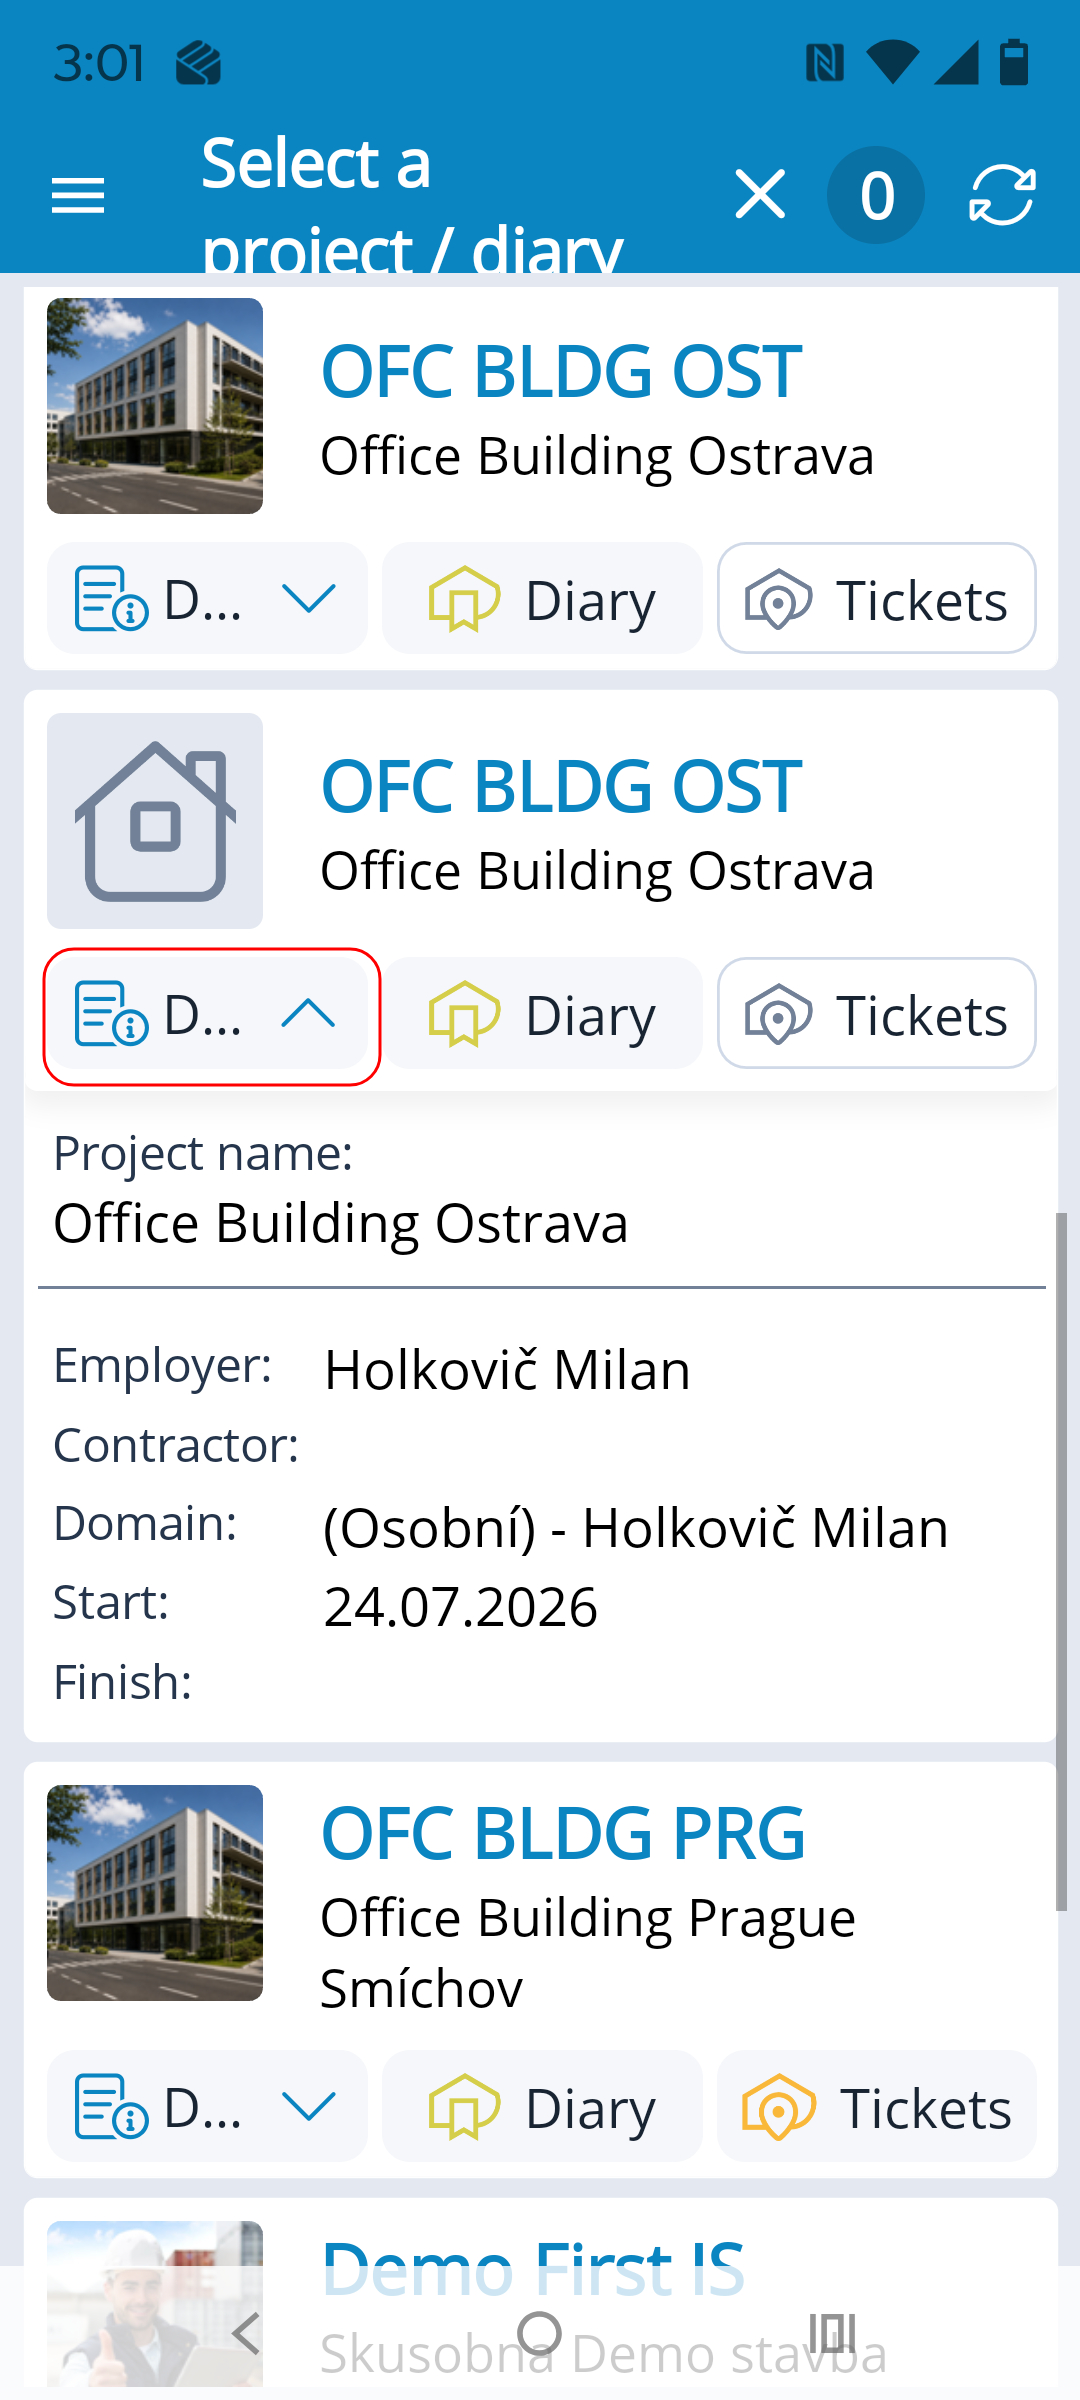 3:01
Select a
project / diary
0
OFC BLDG OST
Office Building Ostrava
D...
Diary
Tickets
OFC BLDG OST
Office Building Ostrava
D...
Diary
Tickets
Project name:
Office Building Ostrava
Employer: Holkovič Milan
Contractor:
Domain: (Osobní) - Holkovič Milan
Start: 24.07.2026
Finish:
OFC BLDG PRG
Office Building Prague
Smíchov
D...
Diary
Tickets
Demo First IS
Skusobna Demo stavba